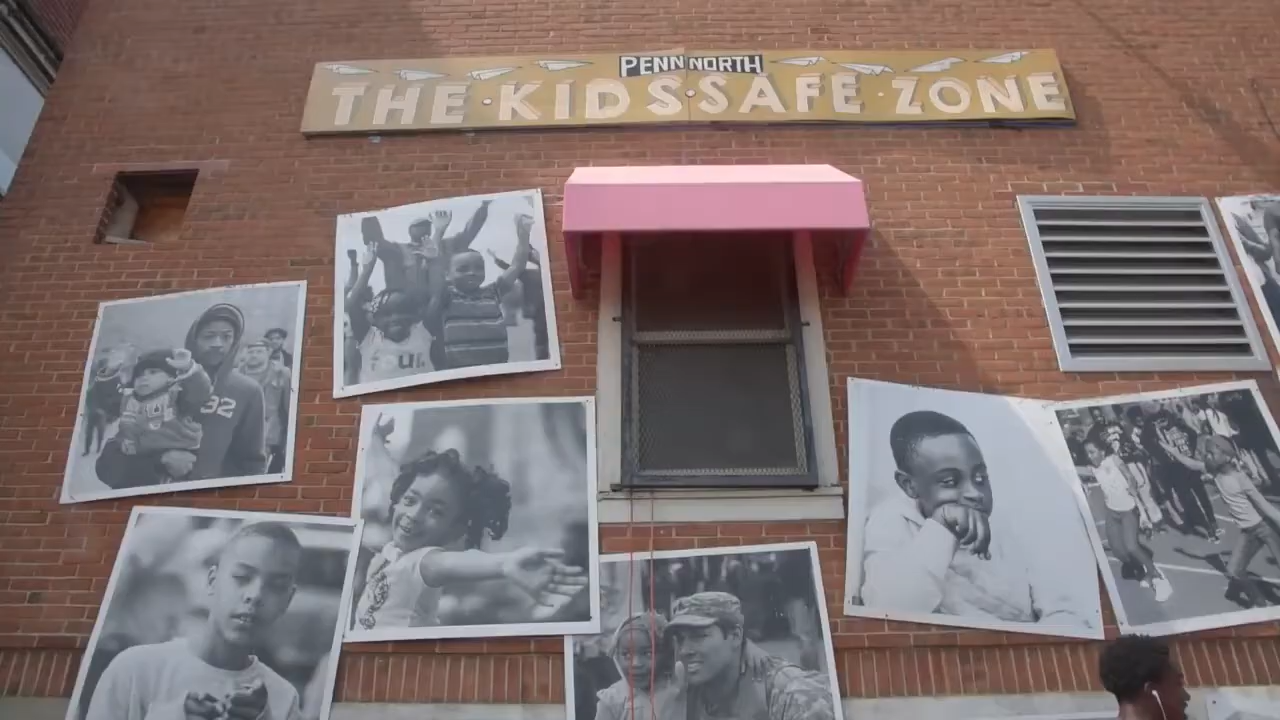 PENN NORTH
THE · KIDS · SAFE · ZONE
32